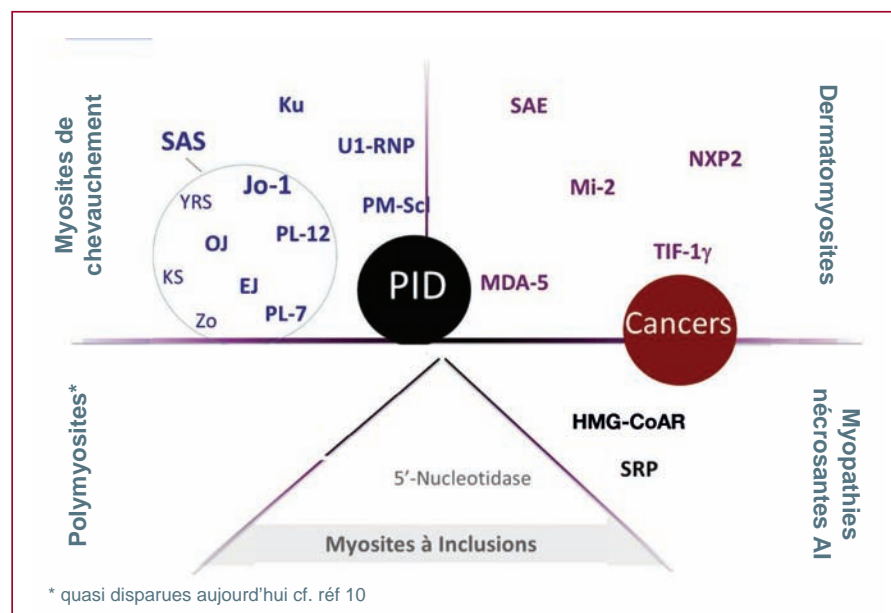 Myosites de
chevauchement
Ku
SAS
U1-RNP
Jo-1
YRS
PM-Scl
OJ
PL-12
KS
EJ
PL-7
Zo
PID
SAE
NXP2
Mi-2
TIF-1γ
MDA-5
Cancers
Dermatomyosites
Polymyosites*
5’-Nucleotidase
Myosites à Inclusions
HMG-CoAR
SRP
Myopathies
nécrosantes AI
* quasi disparues aujourd’hui cf. réf 10